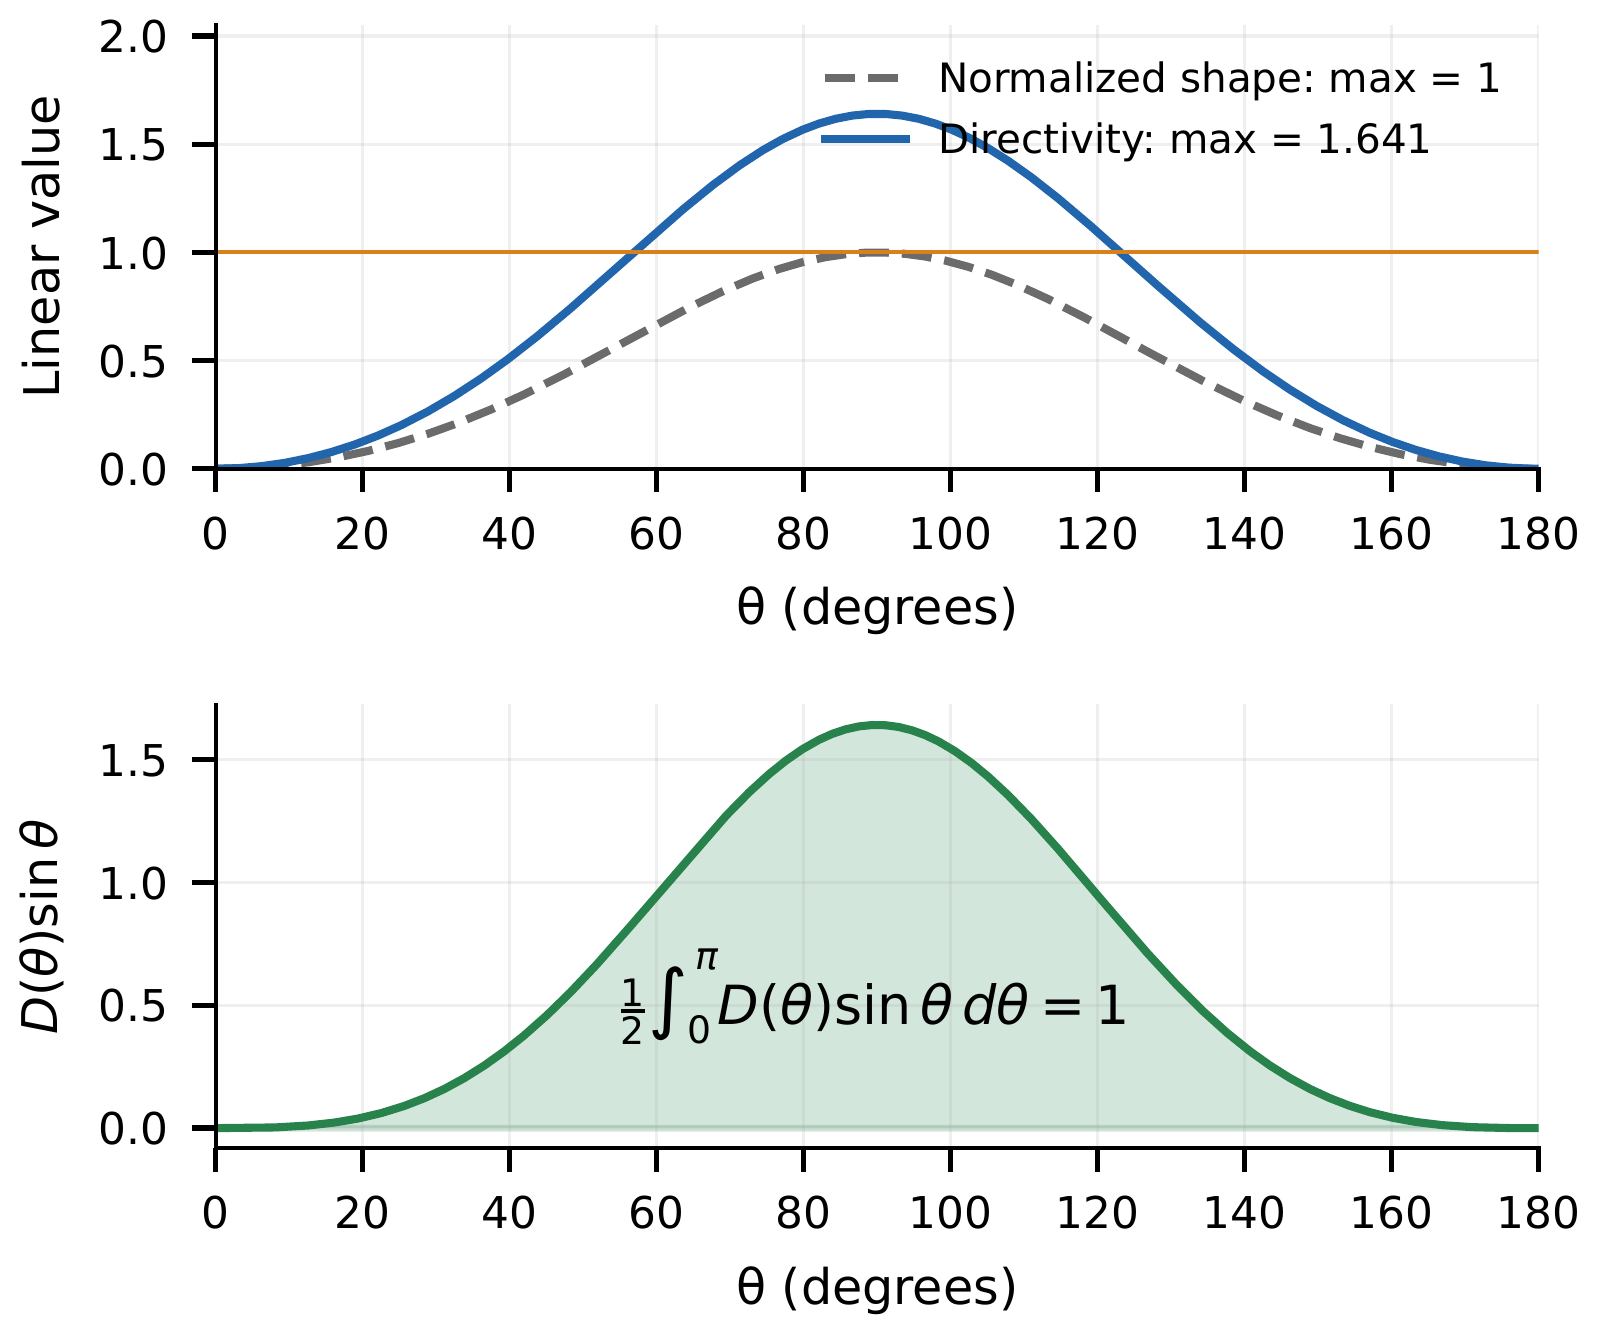 Linear value
2.0
1.5
1.0
0.5
0.0
Normalized shape: max = 1
Directivity: max = 1.641
0 20 40 60 80 100 120 140 160 180
θ (degrees)
D(θ)sin θ
1.5
1.0
0.5
0.0
½∫₀^π D(θ)sin θ dθ = 1
0 20 40 60 80 100 120 140 160 180
θ (degrees)